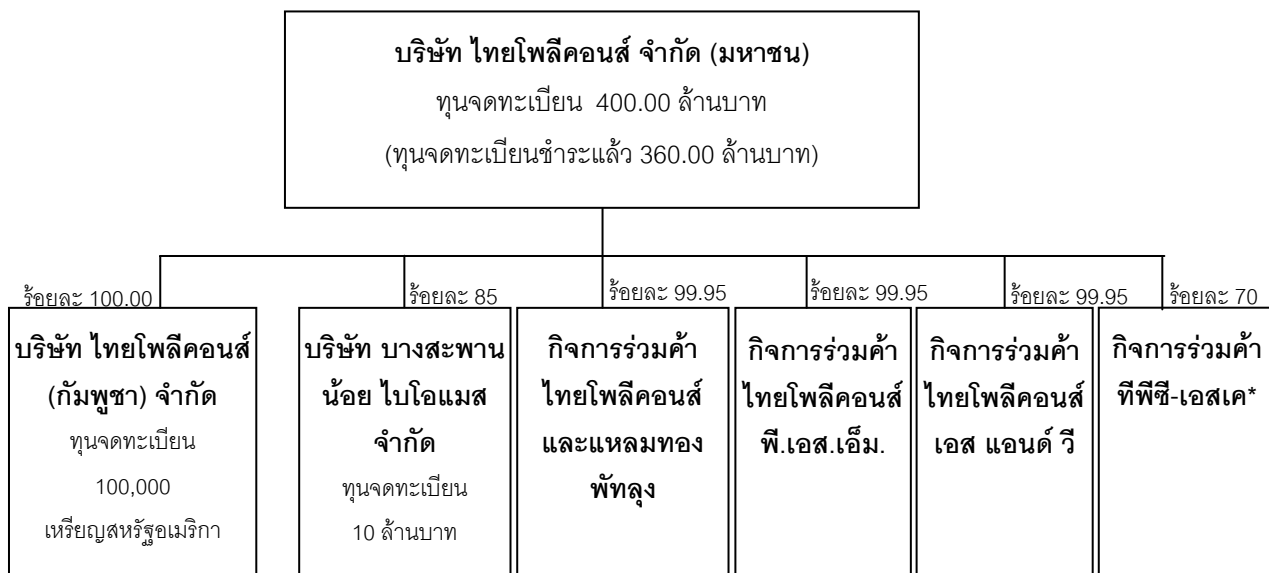 บริษัท ไทยโพลีคอนส์ จำกัด (มหาชน)
ทุนจดทะเบียน 400.00 ล้านบาท
(ทุนจดทะเบียนชำระแล้ว 360.00 ล้านบาท)
ร้อยละ 100.00
บริษัท ไทยโพลีคอนส์
(กัมพูชา) จำกัด
ทุนจดทะเบียน
100,000
เหรียญสหรัฐอเมริกา
ร้อยละ 85
บริษัท บางสะพาน
น้อย ไบโอแมส
จำกัด
ทุนจดทะเบียน
10 ล้านบาท
ร้อยละ 99.95
กิจการร่วมค้า
ไทยโพลีคอนส์
และแหลมทอง
พัทลุง
ร้อยละ 99.95
กิจการร่วมค้า
ไทยโพลีคอนส์
พี.เอส.เอ็ม.
ร้อยละ 99.95
กิจการร่วมค้า
ไทยโพลีคอนส์
เอส แอนด์ วี
ร้อยละ 70
กิจการร่วมค้า
ทีพีซี-เอสเค*